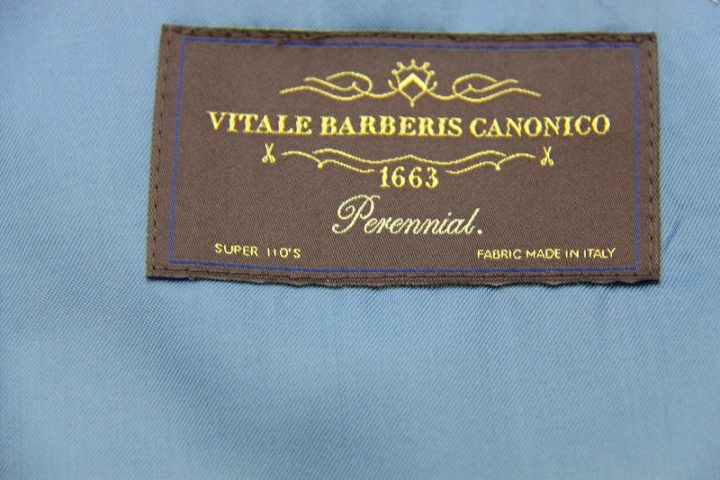 VITALE BARBERIS CANONICO
1663
Perennial.
SUPER 110'S
FABRIC MADE IN ITALY